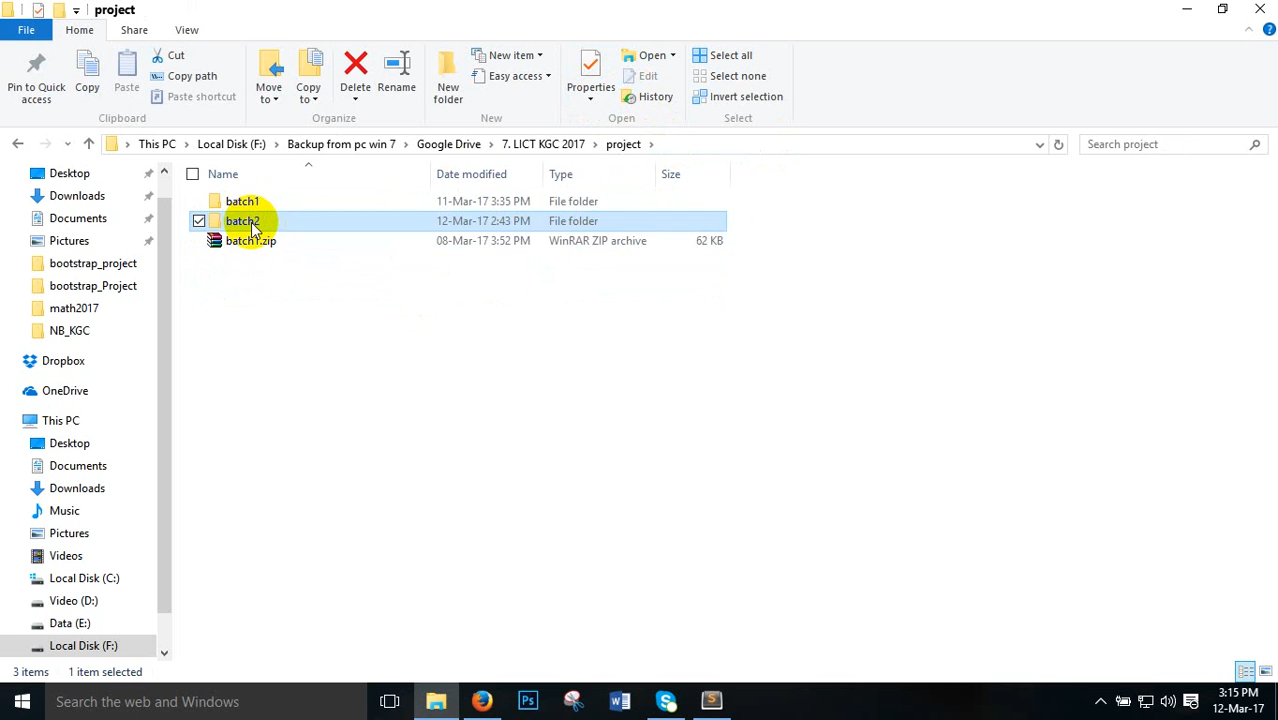 project
File
Home
Share
View
Pin to Quick access
Copy
Paste
Cut
Copy path
Paste shortcut
Clipboard
Move to
Copy to
Delete
Rename
Organize
New folder
New item
Easy access
New
Properties
Open
Edit
History
Open
Select all
Select none
Invert selection
Select
This PC > Local Disk (F:) > Backup from pc win 7 > Google Drive > 7. LICT KGC 2017 > project >
Search project
Name Date modified Type Size
batch1 11-Mar-17 3:35 PM File folder
batch2 12-Mar-17 2:43 PM File folder
batch1.zip 08-Mar-17 3:52 PM WinRAR ZIP archive 62 KB
Desktop
Downloads
Documents
Pictures
bootstrap_project
bootstrap_Project
math2017
NB_KGC
Dropbox
OneDrive
This PC
Desktop
Documents
Downloads
Music
Pictures
Videos
Local Disk (C:)
Video (D:)
Data (E:)
Local Disk (F:)
3 items 1 item selected
Search the web and Windows
Ps
3:15 PM
12-Mar-17